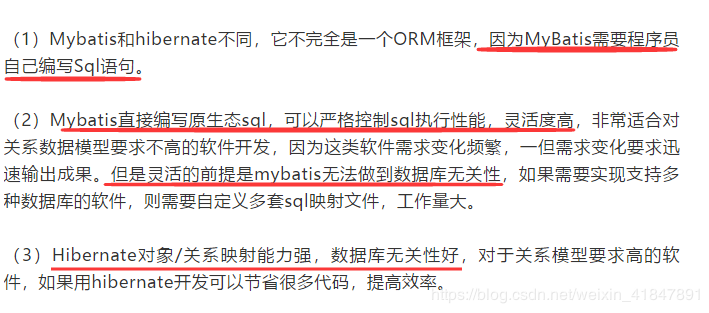 （1）Mybatis和hibernate不同，它不完全是一个ORM框架，因为MyBatis需要程序员
自己编写Sql语句。
（2）Mybatis直接编写原生态sql，可以严格控制sql执行性能，灵活度高，非常适合对
关系数据模型要求不高的软件开发，因为这类软件需求变化频繁，一但需求变化要求迅
速输出成果。但是灵活的前提是mybatis无法做到数据库无关性，如果需要实现支持多
种数据库的软件，则需要自定义多套sql映射文件，工作量大。
（3）Hibernate对象/关系映射能力强，数据库无关性好，对于关系模型要求高的软
件，如果用hibernate开发可以节省很多代码，提高效率。
https://blog.csdn.net/weixin_41847891